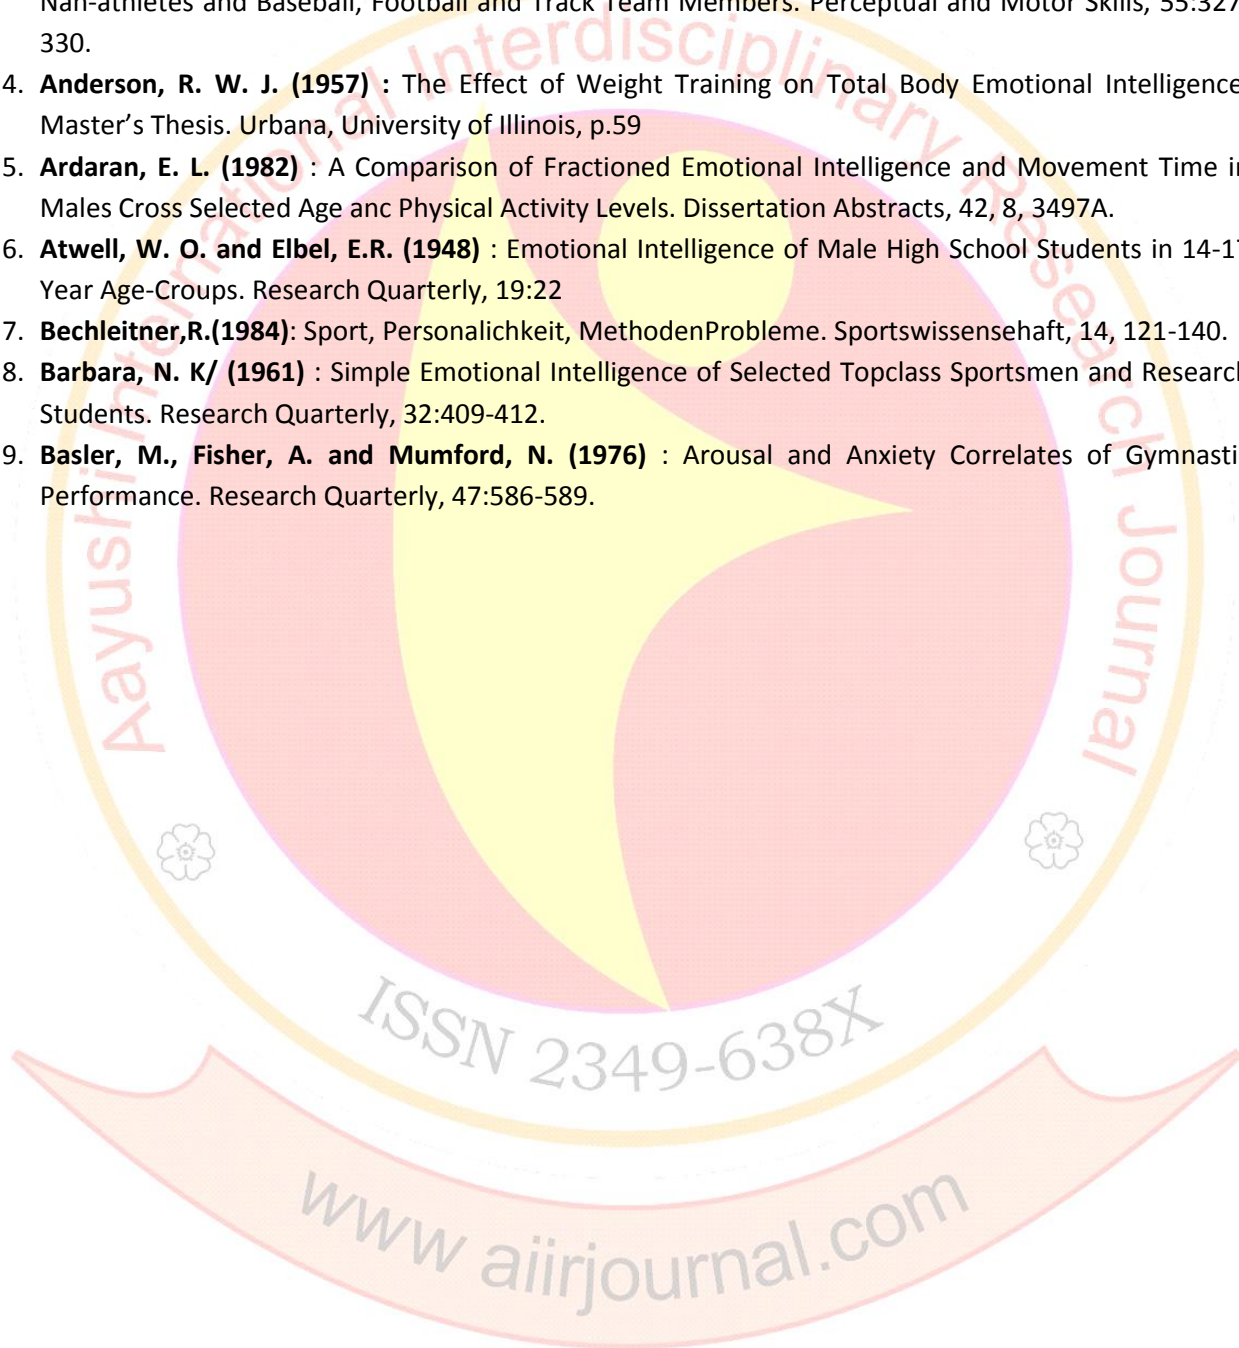 Nan-athletes and Baseball, Football and Track Team Members. Perceptual and Motor Skills, 55:327
330.
4. Anderson, R. W. J. (1957) : The Effect of Weight Training on Total Body Emotional Intelligence
Master’s Thesis. Urbana, University of Illinois, p.59
5. Ardaran, E. L. (1982) : A Comparison of Fractioned Emotional Intelligence and Movement Time in
Males Cross Selected Age anc Physical Activity Levels. Dissertation Abstracts, 42, 8, 3497A.
6. Atwell, W. O. and Elbel, E.R. (1948) : Emotional Intelligence of Male High School Students in 14-17
Year Age-Croups. Research Quarterly, 19:22
7. Bechleitner,R.(1984): Sport, Personalichkeit, MethodenProbleme. Sportswissensehaft, 14, 121-140.
8. Barbara, N. K/ (1961) : Simple Emotional Intelligence of Selected Topclass Sportsmen and Research
Students. Research Quarterly, 32:409-412.
9. Basler, M., Fisher, A. and Mumford, N. (1976) : Arousal and Anxiety Correlates of Gymnasti
Performance. Research Quarterly, 47:586-589.
Aayushi International Interdisciplinary Research Journal
ISSN 2349-638X
www aiirjournal.com